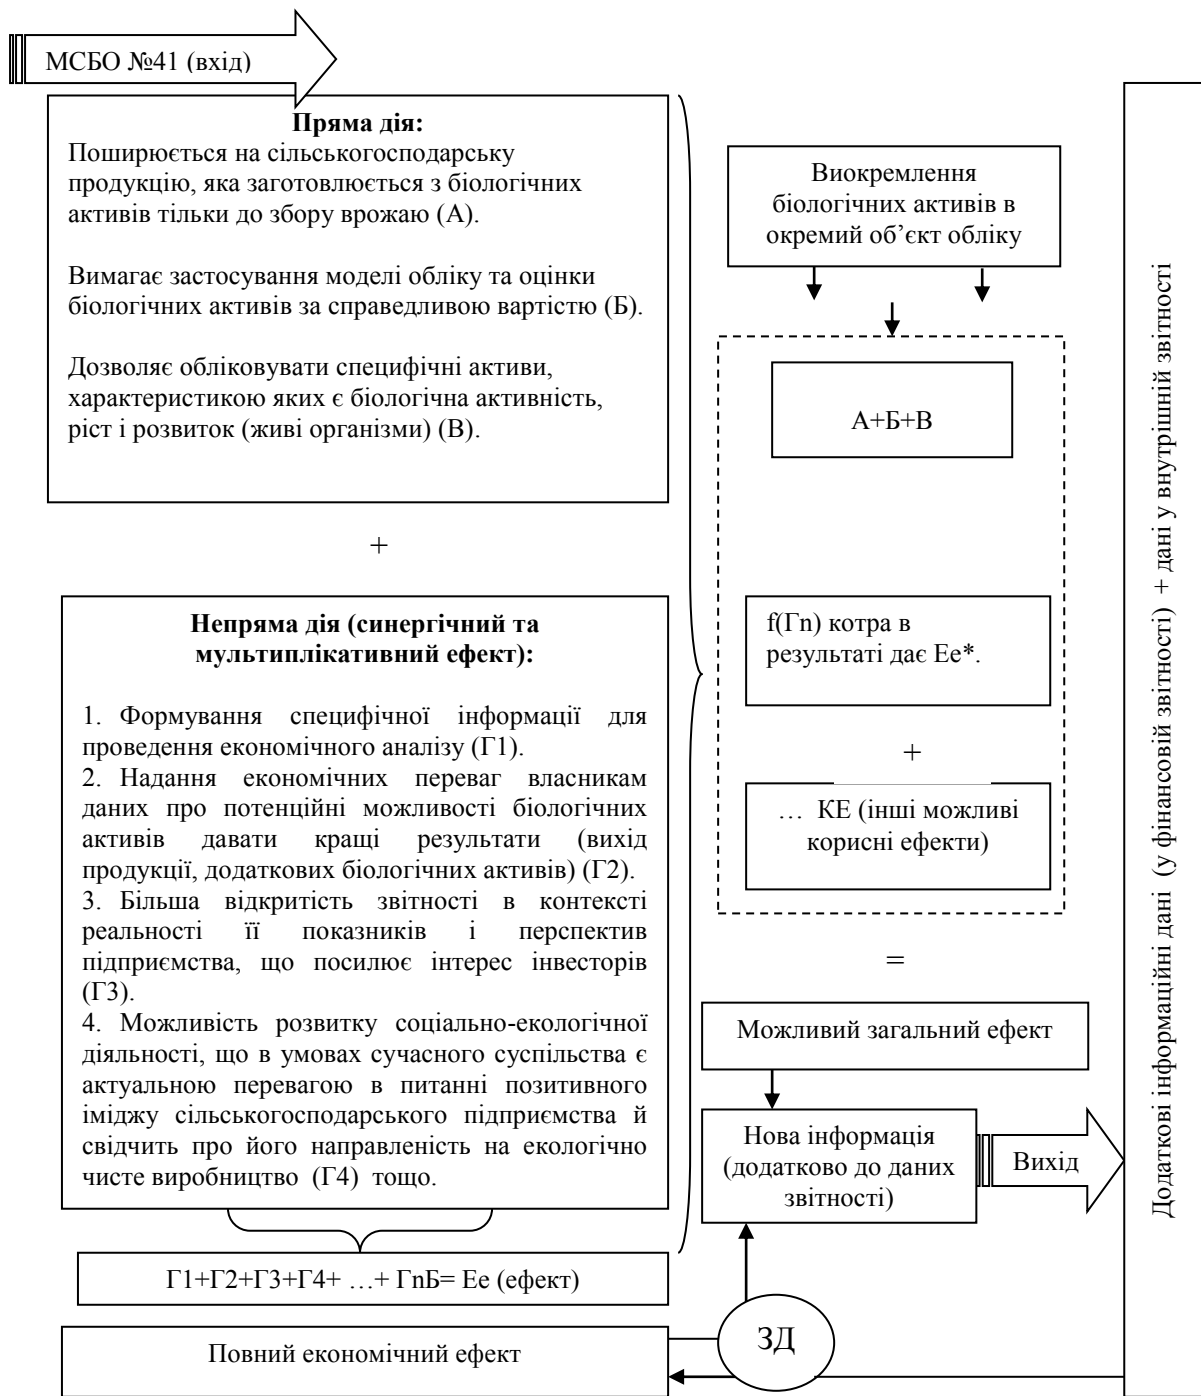 МСБО №41 (вхід)
Пряма дія:
Поширюється на сільськогосподарську
продукцію, яка заготовлюється з біологічних
активів тільки до збору врожаю (А).
Вимагає застосування моделі обліку та оцінки
біологічних активів за справедливою вартістю (Б).
Дозволяє обліковувати специфічні активи,
характеристикою яких є біологічна активність,
ріст і розвиток (живі організми) (В).
+
Непряма дія (синергічний та
мультиплікативний ефект):
1. Формування специфічної інформації для
проведення економічного аналізу (Г1).
2. Надання економічних переваг власникам
даних про потенційні можливості біологічних
активів давати кращі результати (вихід
продукції, додаткових біологічних активів) (Г2).
3. Більша відкритість звітності в контексті
реальності її показників і перспектив
підприємства, що посилює інтерес інвесторів
(Г3).
4. Можливість розвитку соціально-екологічної
діяльності, що в умовах сучасного суспільства є
актуальною перевагою в питанні позитивного
іміджу сільськогосподарського підприємства й
свідчить про його направленість на екологічно
чисте виробництво (Г4) тощо.
Г1+Г2+Г3+Г4+ …+ ГnБ= Ее (ефект)
Повний економічний ефект
Виокремлення
біологічних активів в
окремий об’єкт обліку
А+Б+В
f(Гn) котра в
результаті дає Ее*.
+
… КЕ (інші можливі
корисні ефекти)
=
Можливий загальний ефект
Нова інформація
(додатково до даних
звітності)
Вихід
ЗД
Додаткові інформаційні дані (у фінансовій звітності) + дані у внутрішній звітності